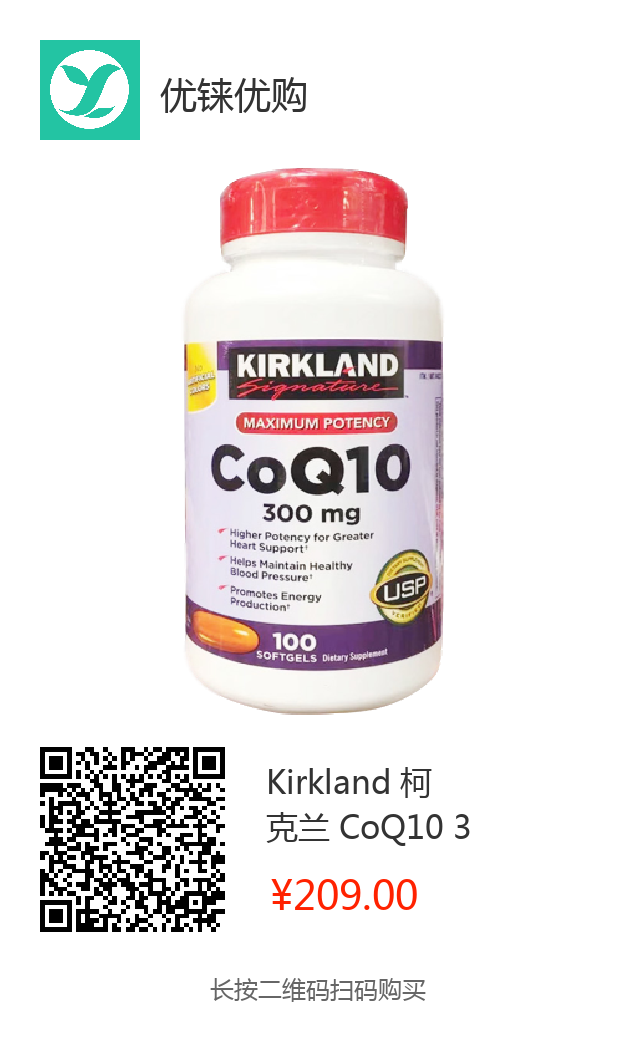 优铼优购
KIRKLAND
Signature
MAXIMUM POTENCY
CoQ10
300 mg
Higher Potency for Greater
Heart Support†
Helps Maintain Healthy
Blood Pressure†
Promotes Energy
Production†
USP
100
SOFTGELS Dietary Supplement
Kirkland 柯
克兰 CoQ10 3
¥209.00
长按二维码扫码购买